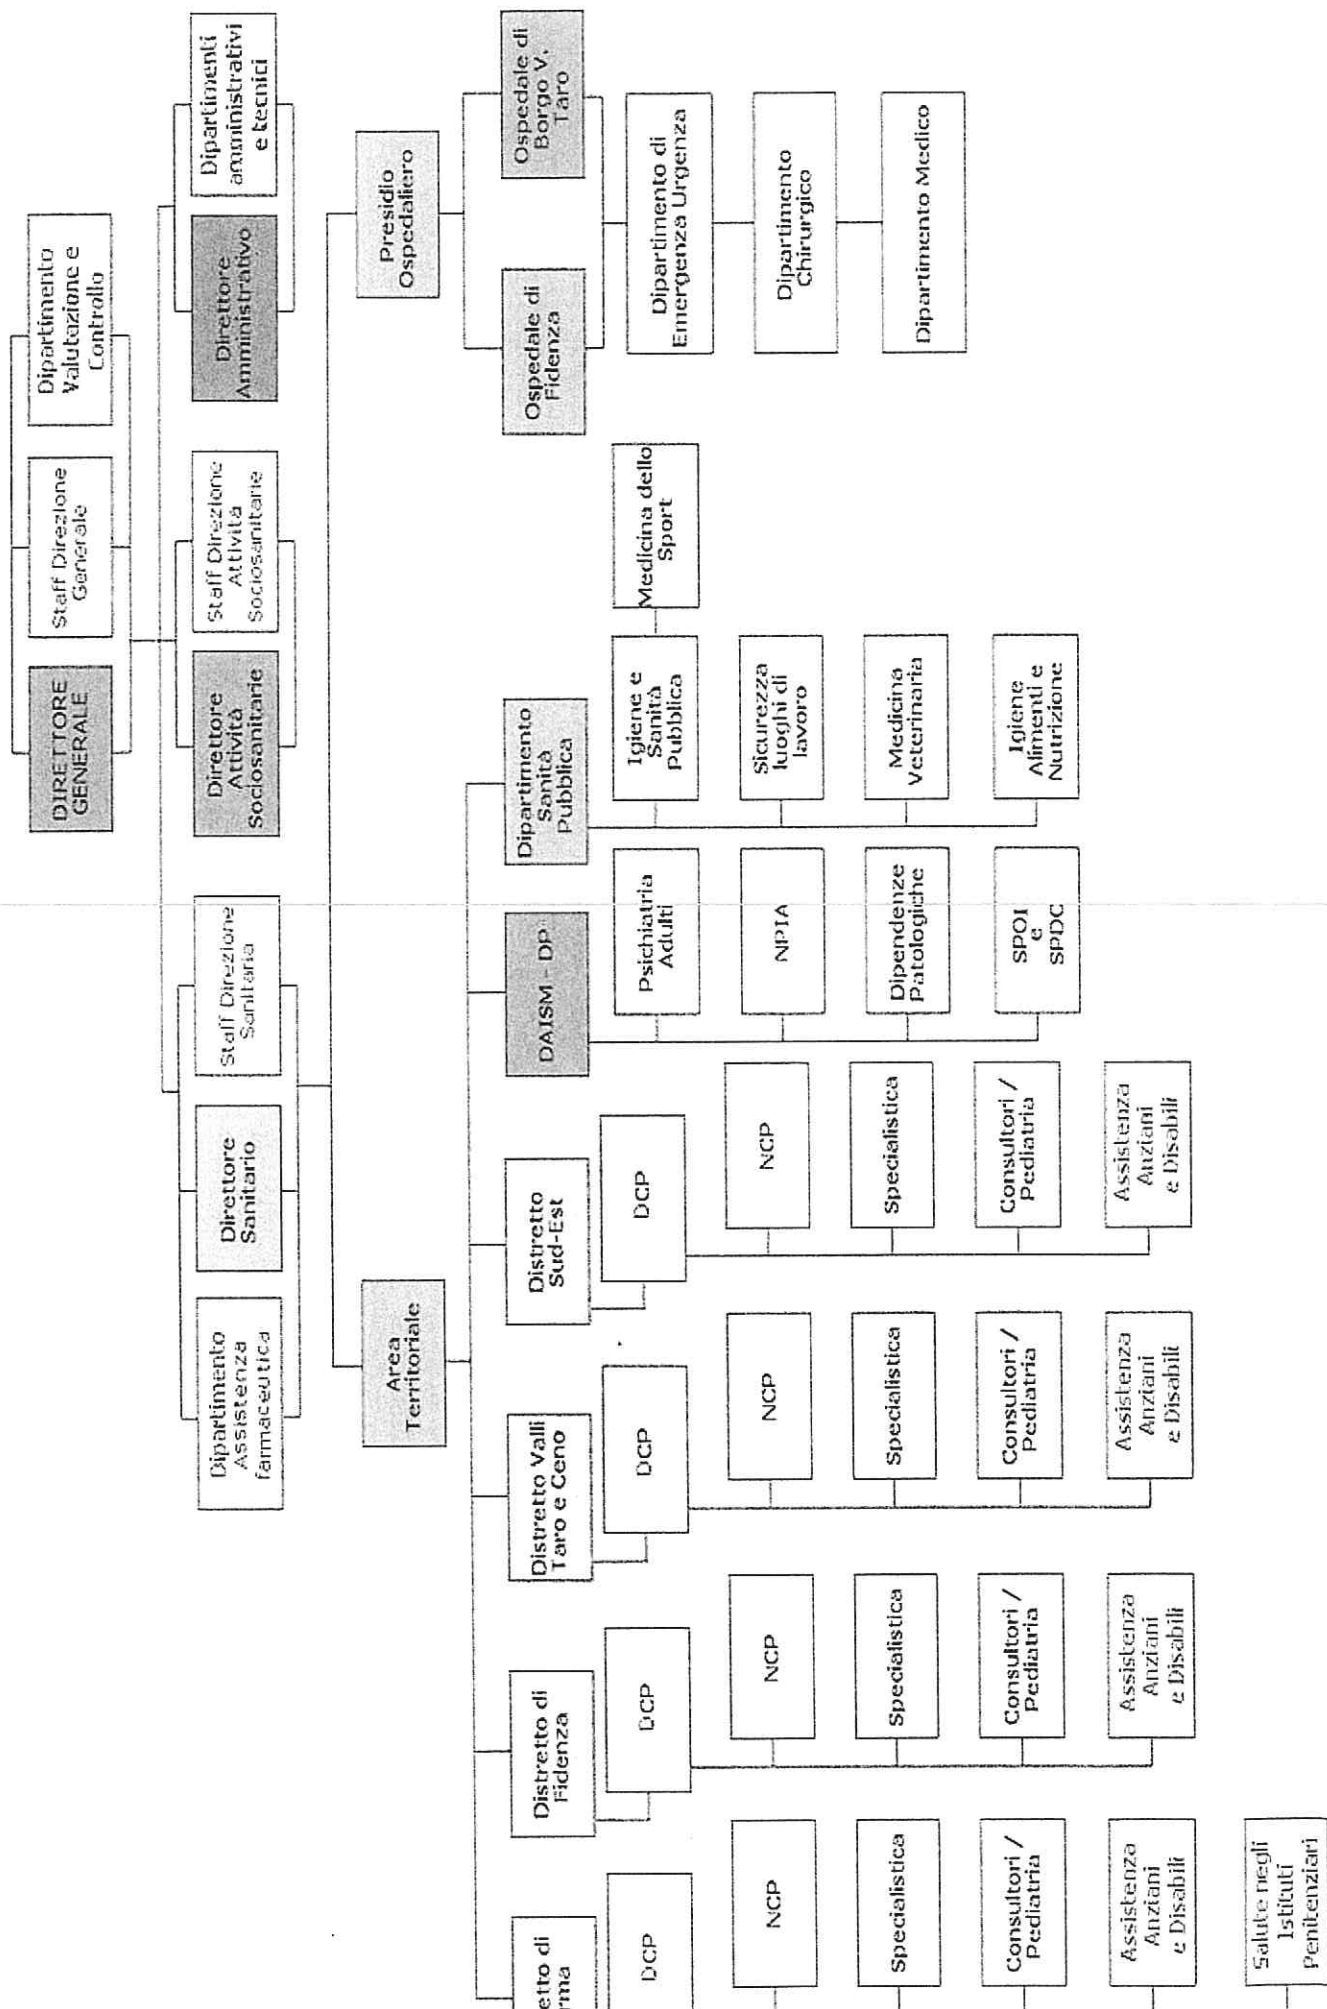 DIRETTORE
GENERALE
Staff Direzione
Generale
Dipartimento
Valutazione e
Controllo
Dipartimento
Assistenza
farmaceutica
Direttore
Sanitario
Staff Direzione
Sanitaria
Direttore
Attività
Sociosanitarie
Staff Direzione
Attività
Sociosanitarie
Direttore
Amministrativo
Dipartimenti
amministrativi
e tecnici
Area
Territoriale
Presidio
Ospedaliero
etto di
rma
Distretto di
Fidenza
Distretto Valli
Taro e Ceno
Distretto
Sud-Est
DAISM - DP
Dipartimento
Sanità
Pubblica
Ospedale di
Fidenza
Ospedale di
Borgo V.
Taro
DCP
NCP
Specialistica
Consultori /
Pediatria
Assistenza
Anziani
e Disabili
Salute negli
Istituti
Penitenziari
DCP
NCP
Specialistica
Consultori /
Pediatria
Assistenza
Anziani
e Disabili
DCP
NCP
Specialistica
Consultori /
Pediatria
Assistenza
Anziani
e Disabili
DCP
NCP
Specialistica
Consultori /
Pediatria
Assistenza
Anziani
e Disabili
Psichiatria
Adulti
NPIA
Dipendenze
Patologiche
SPOI
e
SPDC
Igiene e
Sanità
Pubblica
Medicina dello
Sport
Sicurezza
luoghi di
lavoro
Medicina
Veterinaria
Igiene
Alimenti e
Nutrizione
Dipartimento di
Emergenza Urgenza
Dipartimento
Chirurgico
Dipartimento Medico